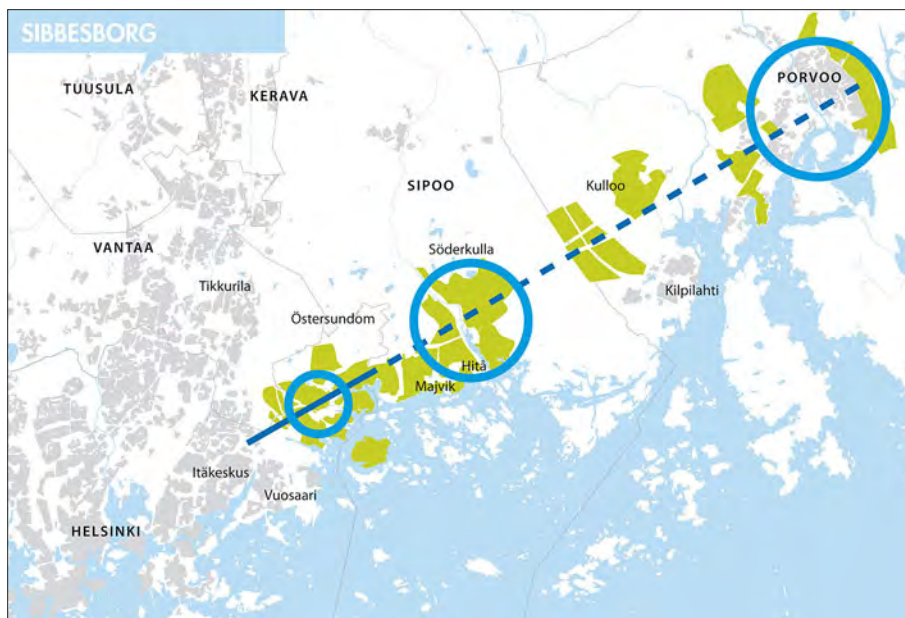 SIBBESBORG
PORVOO
TUUSULA
KERAVA
SIPOO
Kulloo
VANTAA
Söderkulla
Tikkurila
Kilpilahti
Östersundom
Hitå
Majvik
Itäkeskus
Vuosaari
HELSINKI